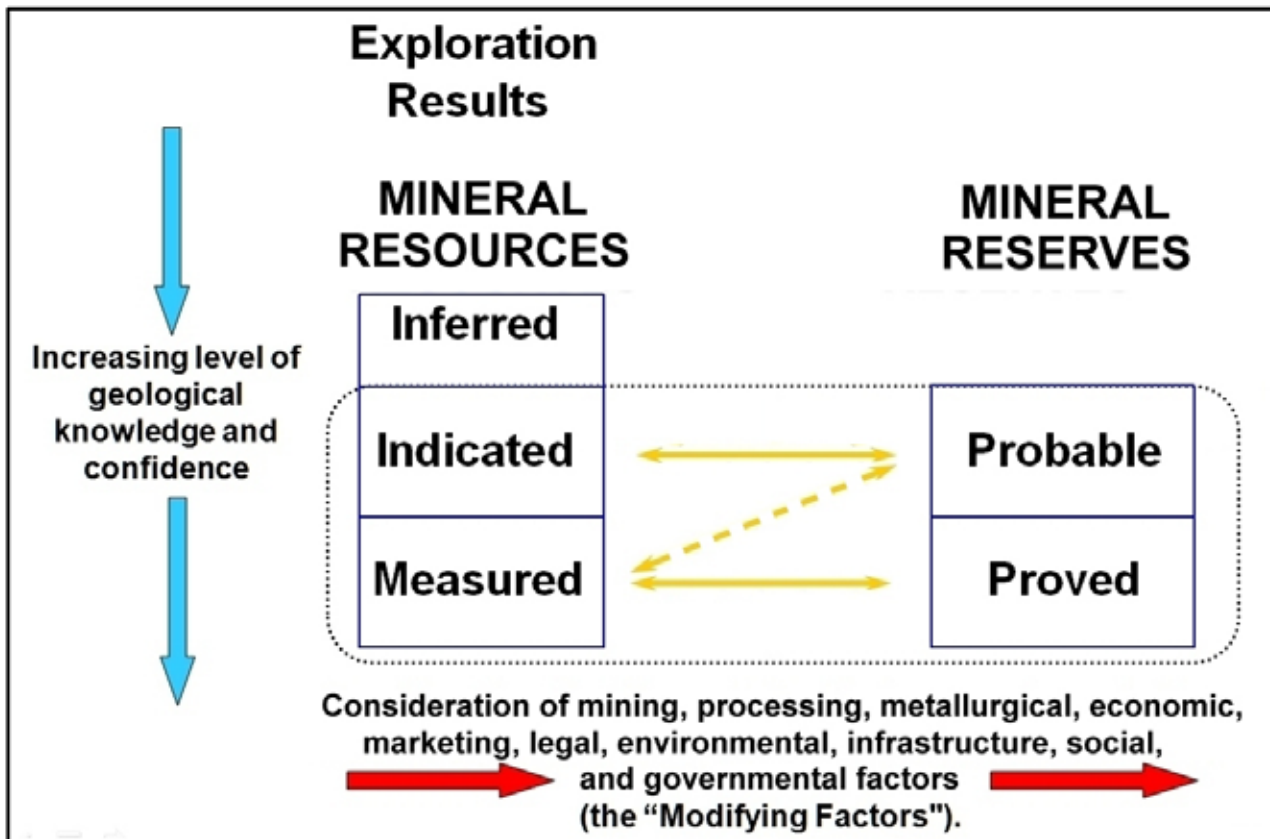 Exploration
Results
MINERAL
RESOURCES
MINERAL
RESERVES
Inferred
Increasing level of
geological
knowledge and
confidence
Indicated
Probable
Measured
Proved
Consideration of mining, processing, metallurgical, economic,
marketing, legal, environmental, infrastructure, social,
and governmental factors
(the “Modifying Factors").